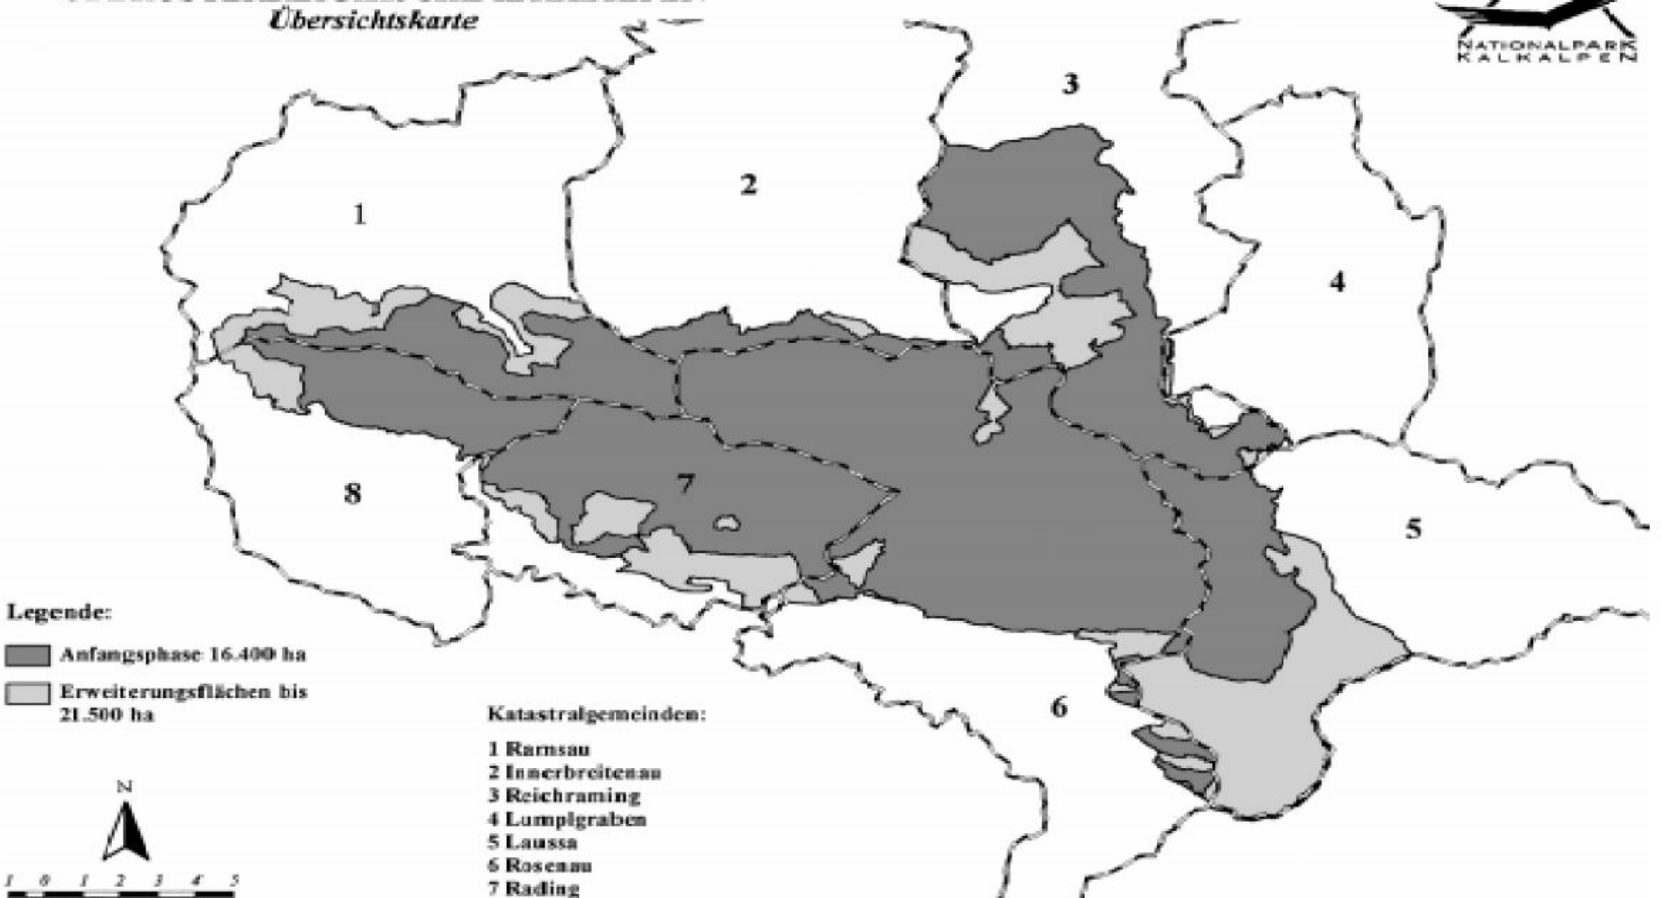 Übersichtskarte
NATIONALPARK
KALKALPEN
3
2
1
4
7
8
5
Legende:
Anfangsphase 16.400 ha
Erweiterungsflächen bis
21.500 ha
6
Katastralgemeinden:
1 Ramsau
2 Innerbreitenau
3 Reichraming
4 Lumplgraben
5 Laussa
6 Rosenau
7 Rading
N
1 0 1 2 3 4 5